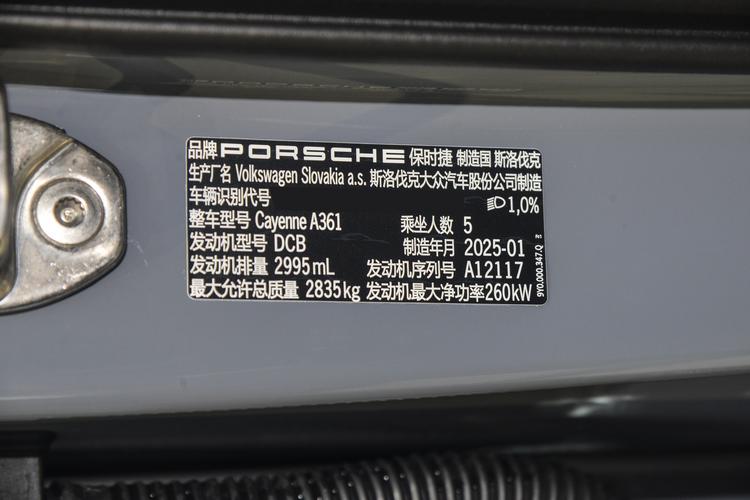 品牌 PORSCHE 保时捷 制造国 斯洛伐克
生产厂名 Volkswagen Slovakia a.s. 斯洛伐克大众汽车股份公司制造
车辆识别代号 1,0%
整车型号 Cayenne A361 乘坐人数 5
发动机型号 DCB 制造年月 2025-01
发动机排量 2995mL 发动机序列号 A12117
最大允许总质量 2835kg 发动机最大净功率260kW
9Y0.000.347.Q